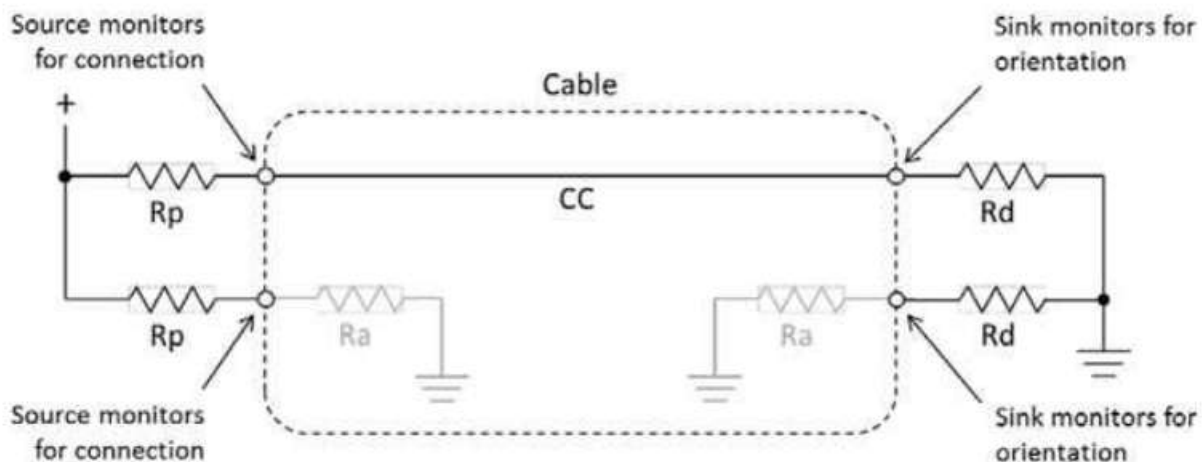 Source monitors
for connection
Sink monitors for
orientation
Cable
+
Rp
CC
Rd
Rp
Ra
Ra
Rd
Source monitors
for connection
Sink monitors for
orientation